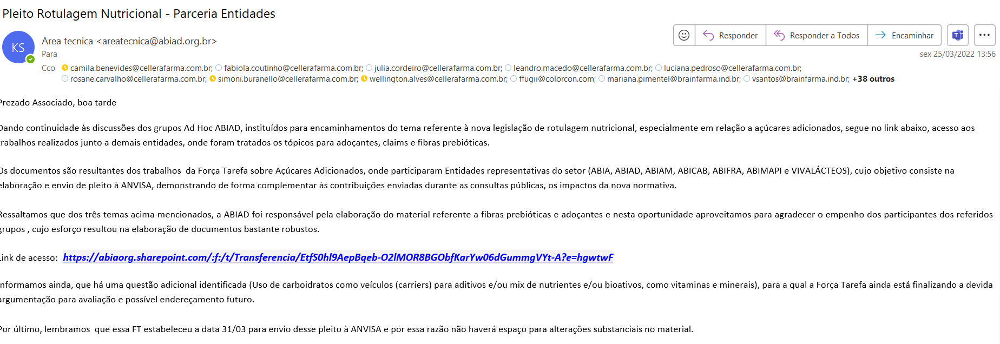 Pleito Rotulagem Nutricional - Parceria Entidades
KS
Area tecnica <areatecnica@abiad.org.br>
Responder
Responder a Todos
Encaminhar
Para
sex 25/03/2022 13:56
Cco camila.benevides@cellerafarma.com.br; fabiola.coutinho@cellerafarma.com.br; julia.cordeiro@cellerafarma.com.br; leandro.macedo@cellerafarma.com.br; luciana.pedroso@cellerafarma.com.br;
rosane.carvalho@cellerafarma.com.br; simoni.buranello@cellerafarma.com.br; wellington.alves@cellerafarma.com.br; ffugii@colorcon.com; mariana.pimentel@brainfarma.ind.br; vsantos@brainfarma.ind.br; +38 outros
Prezado Associado, boa tarde
Dando continuidade às discussões dos grupos Ad Hoc ABIAD, instituídos para encaminhamentos do tema referente à nova legislação de rotulagem nutricional, especialmente em relação a açúcares adicionados, segue no link abaixo, acesso aos
trabalhos realizados junto a demais entidades, onde foram tratados os tópicos para adoçantes, claims e fibras prebióticas.
Os documentos são resultantes dos trabalhos  da Força Tarefa sobre Açúcares Adicionados, onde participaram Entidades representativas do setor (ABIA, ABIAD, ABIAM, ABICAB, ABIFRA, ABIMAPI e VIVALÁCTEOS), cujo objetivo consiste na
elaboração e envio de pleito à ANVISA, demonstrando de forma complementar às contribuições enviadas durante as consultas públicas, os impactos da nova normativa.
Ressaltamos que dos três temas acima mencionados, a ABIAD foi responsável pela elaboração do material referente a fibras prebióticas e adoçantes e nesta oportunidade aproveitamos para agradecer o empenho dos participantes dos referidos
grupos , cujo esforço resultou na elaboração de documentos bastante robustos.
Link de acesso: https://abiaorg.sharepoint.com/:f:/t/Transferencia/EtfS0hl9AepBqeb-O2lMOR8BGObfKarYw06dGummgVYt-A?e=hgwtwF
Informamos ainda, que há uma questão adicional identificada (Uso de carboidratos como veículos (carriers) para aditivos e/ou mix de nutrientes e/ou bioativos, como vitaminas e minerais), para a qual a Força Tarefa ainda está finalizando a devida
argumentação para avaliação e possível endereçamento futuro.
Por último, lembramos  que essa FT estabeleceu a data 31/03 para envio desse pleito à ANVISA e por essa razão não haverá espaço para alterações substanciais no material.